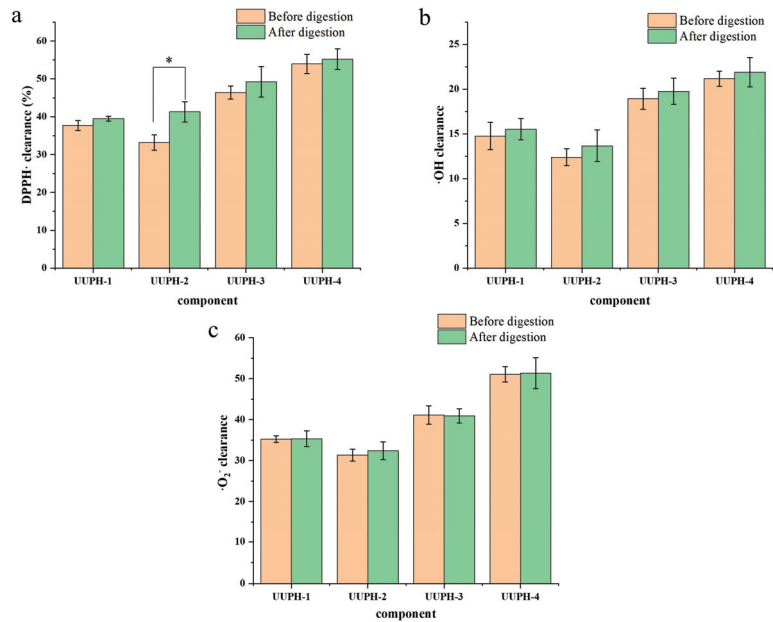 a
Before digestion
After digestion
DPPH· clearance (%)
60
50
40
30
20
10
0
*
UUPH-1 UUPH-2 UUPH-3 UUPH-4
component
b
Before digestion
After digestion
·OH clearance
25
20
15
10
5
0
UUPH-1 UUPH-2 UUPH-3 UUPH-4
component
c
Before digestion
After digestion
·O₂⁻ clearance
60
50
40
30
20
10
0
UUPH-1 UUPH-2 UUPH-3 UUPH-4
component